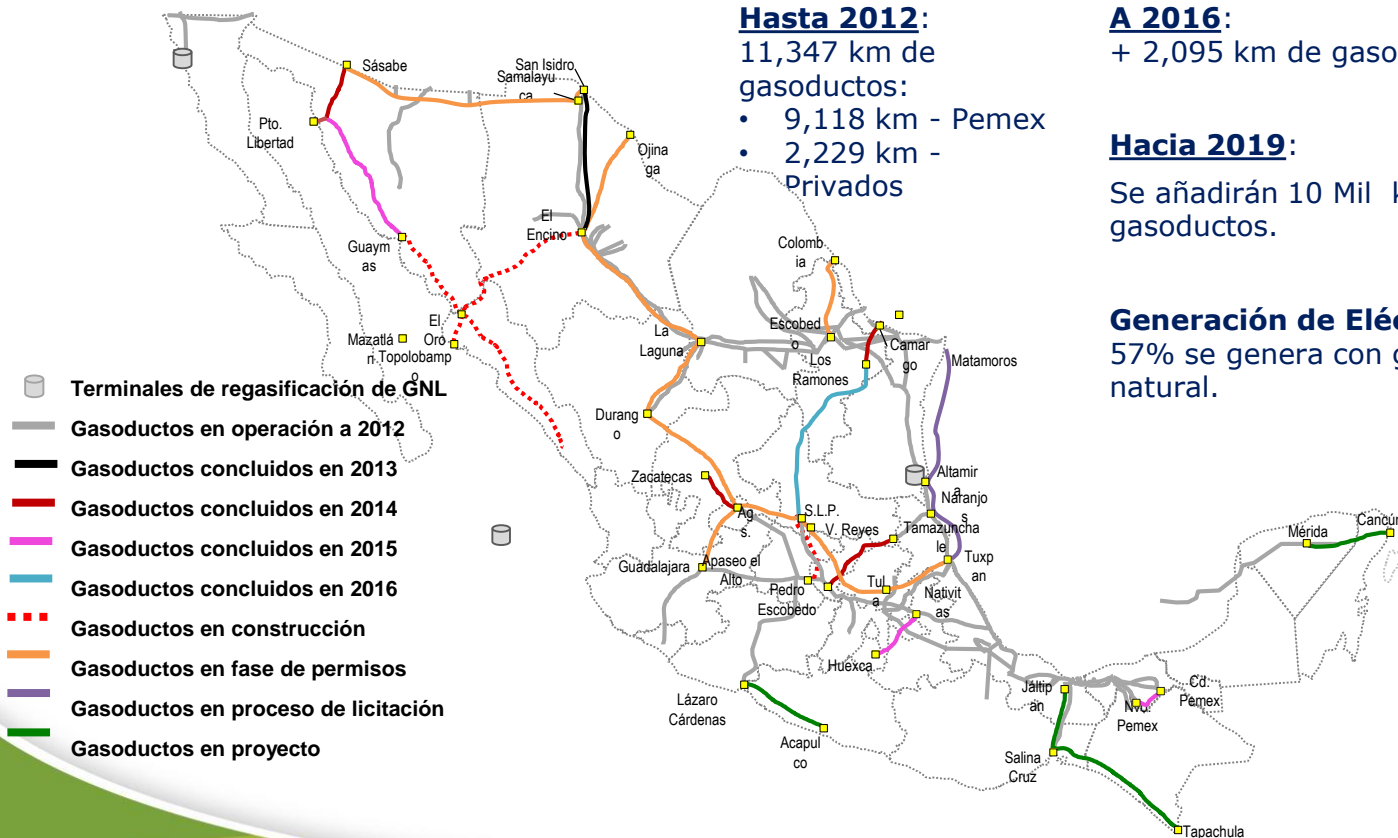 Hasta 2012:
11,347 km de
gasoductos:
• 9,118 km - Pemex
• 2,229 km -
Privados
A 2016:
+ 2,095 km de gaso
Hacia 2019:
Se añadirán 10 Mil k
gasoductos.
Generación de Eléc
57% se genera con g
natural.
Sásabe
San Isidro
Samalayu
ca
Pto.
Libertad
Ojina
ga
El
Encino
Guaym
as
Colomb
ia
El
Oro
Mazatlá
n
Topolobamp
o
La
Laguna
Escobed
o
Los
Ramones
Camar
go
Matamoros
Durang
o
Zacatecas
Ag
s.
S.L.P.
V. Reyes
Altamir
a
Naranjo
s
Tamazuncha
le
Guadalajara
Apaseo el
Alto
Pedro
Escobedo
Tul
a
Tuxp
an
Nativit
as
Huexca
Lázaro
Cárdenas
Acapul
co
Jáltip
án
Nvo.
Pemex
Cd.
Pemex
Salina
Cruz
Tapachula
Mérida
Cancún
Terminales de regasificación de GNL
Gasoductos en operación a 2012
Gasoductos concluidos en 2013
Gasoductos concluidos en 2014
Gasoductos concluidos en 2015
Gasoductos concluidos en 2016
Gasoductos en construcción
Gasoductos en fase de permisos
Gasoductos en proceso de licitación
Gasoductos en proyecto